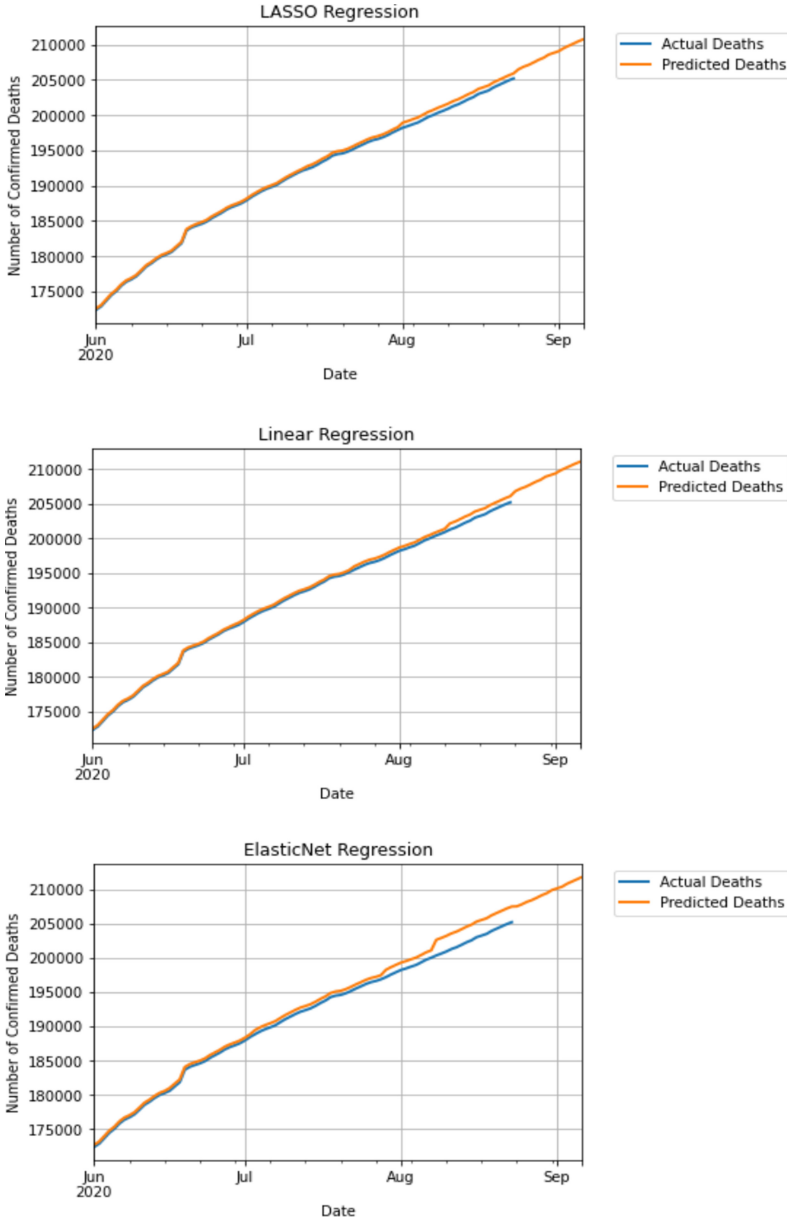 LASSO Regression
Actual Deaths
Predicted Deaths
210000
205000
200000
195000
190000
185000
180000
175000
Number of Confirmed Deaths
Jun
2020
Jul
Aug
Sep
Date
Linear Regression
Actual Deaths
Predicted Deaths
210000
205000
200000
195000
190000
185000
180000
175000
Number of Confirmed Deaths
Jun
2020
Jul
Aug
Sep
Date
ElasticNet Regression
Actual Deaths
Predicted Deaths
210000
205000
200000
195000
190000
185000
180000
175000
Number of Confirmed Deaths
Jun
2020
Jul
Aug
Sep
Date